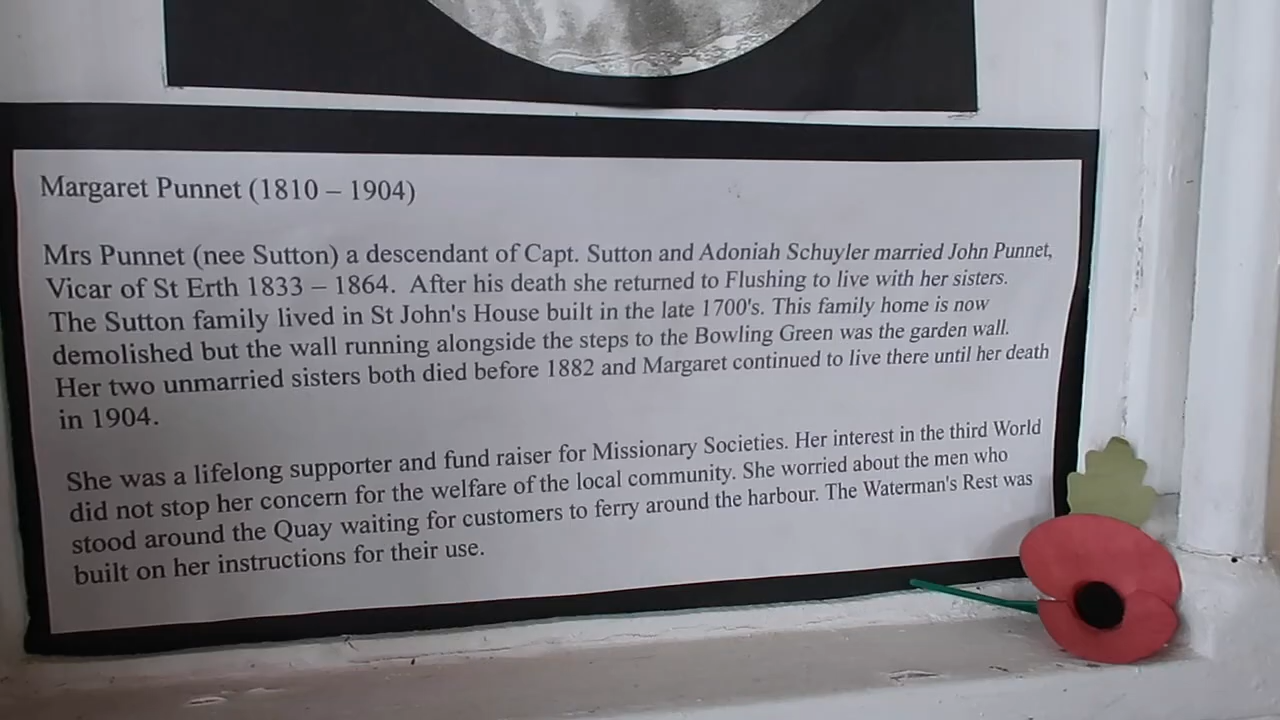 Margaret Punnet (1810 – 1904)
Mrs Punnet (nee Sutton) a descendant of Capt. Sutton and Adoniah Schuyler married John Punnet,
Vicar of St Erth 1833 – 1864.  After his death she returned to Flushing to live with her sisters.
The Sutton family lived in St John's House built in the late 1700's. This family home is now
demolished but the wall running alongside the steps to the Bowling Green was the garden wall.
Her two unmarried sisters both died before 1882 and Margaret continued to live there until her death
in 1904.
She was a lifelong supporter and fund raiser for Missionary Societies. Her interest in the third World
did not stop her concern for the welfare of the local community. She worried about the men who
stood around the Quay waiting for customers to ferry around the harbour. The Waterman's Rest was
built on her instructions for their use.